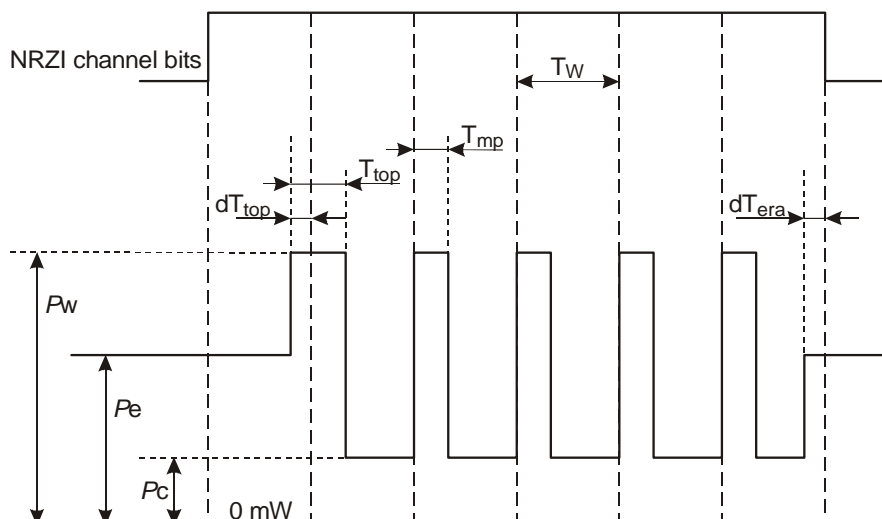 NRZI channel bits
TW
Tmp
Ttop
dTtop
dTera
Pw
Pe
Pc
0 mW